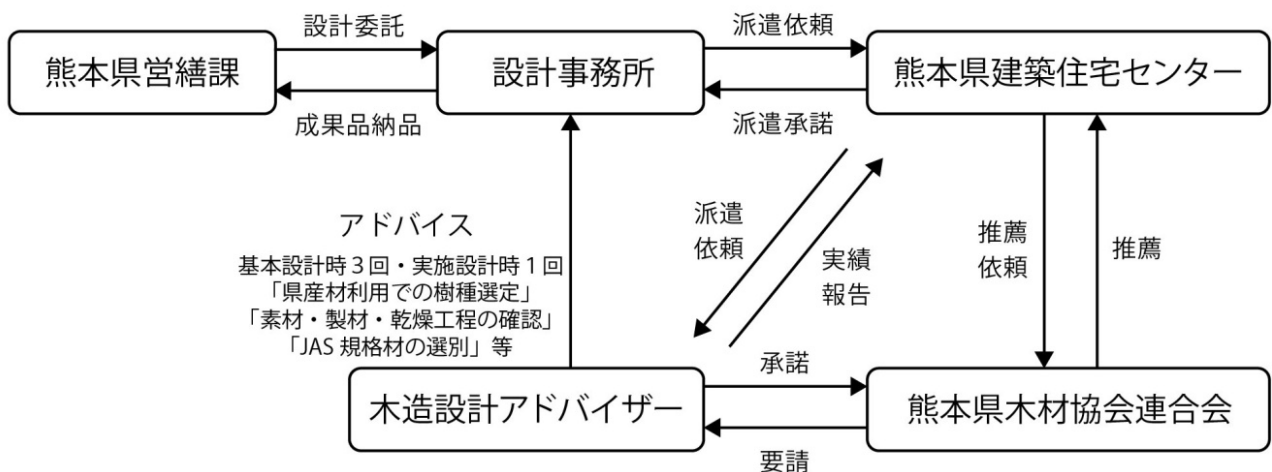 設計委託
派遣依頼
熊本県営繕課
設計事務所
熊本県建築住宅センター
成果品納品
派遣承諾
アドバイス
基本設計時3回・実施設計時1回
「県産材利用での樹種選定」
「素材・製材・乾燥工程の確認」
「JAS規格材の選別」等
派遣
依頼
実績
報告
推薦
依頼
推薦
承諾
木造設計アドバイザー
熊本県木材協会連合会
要請